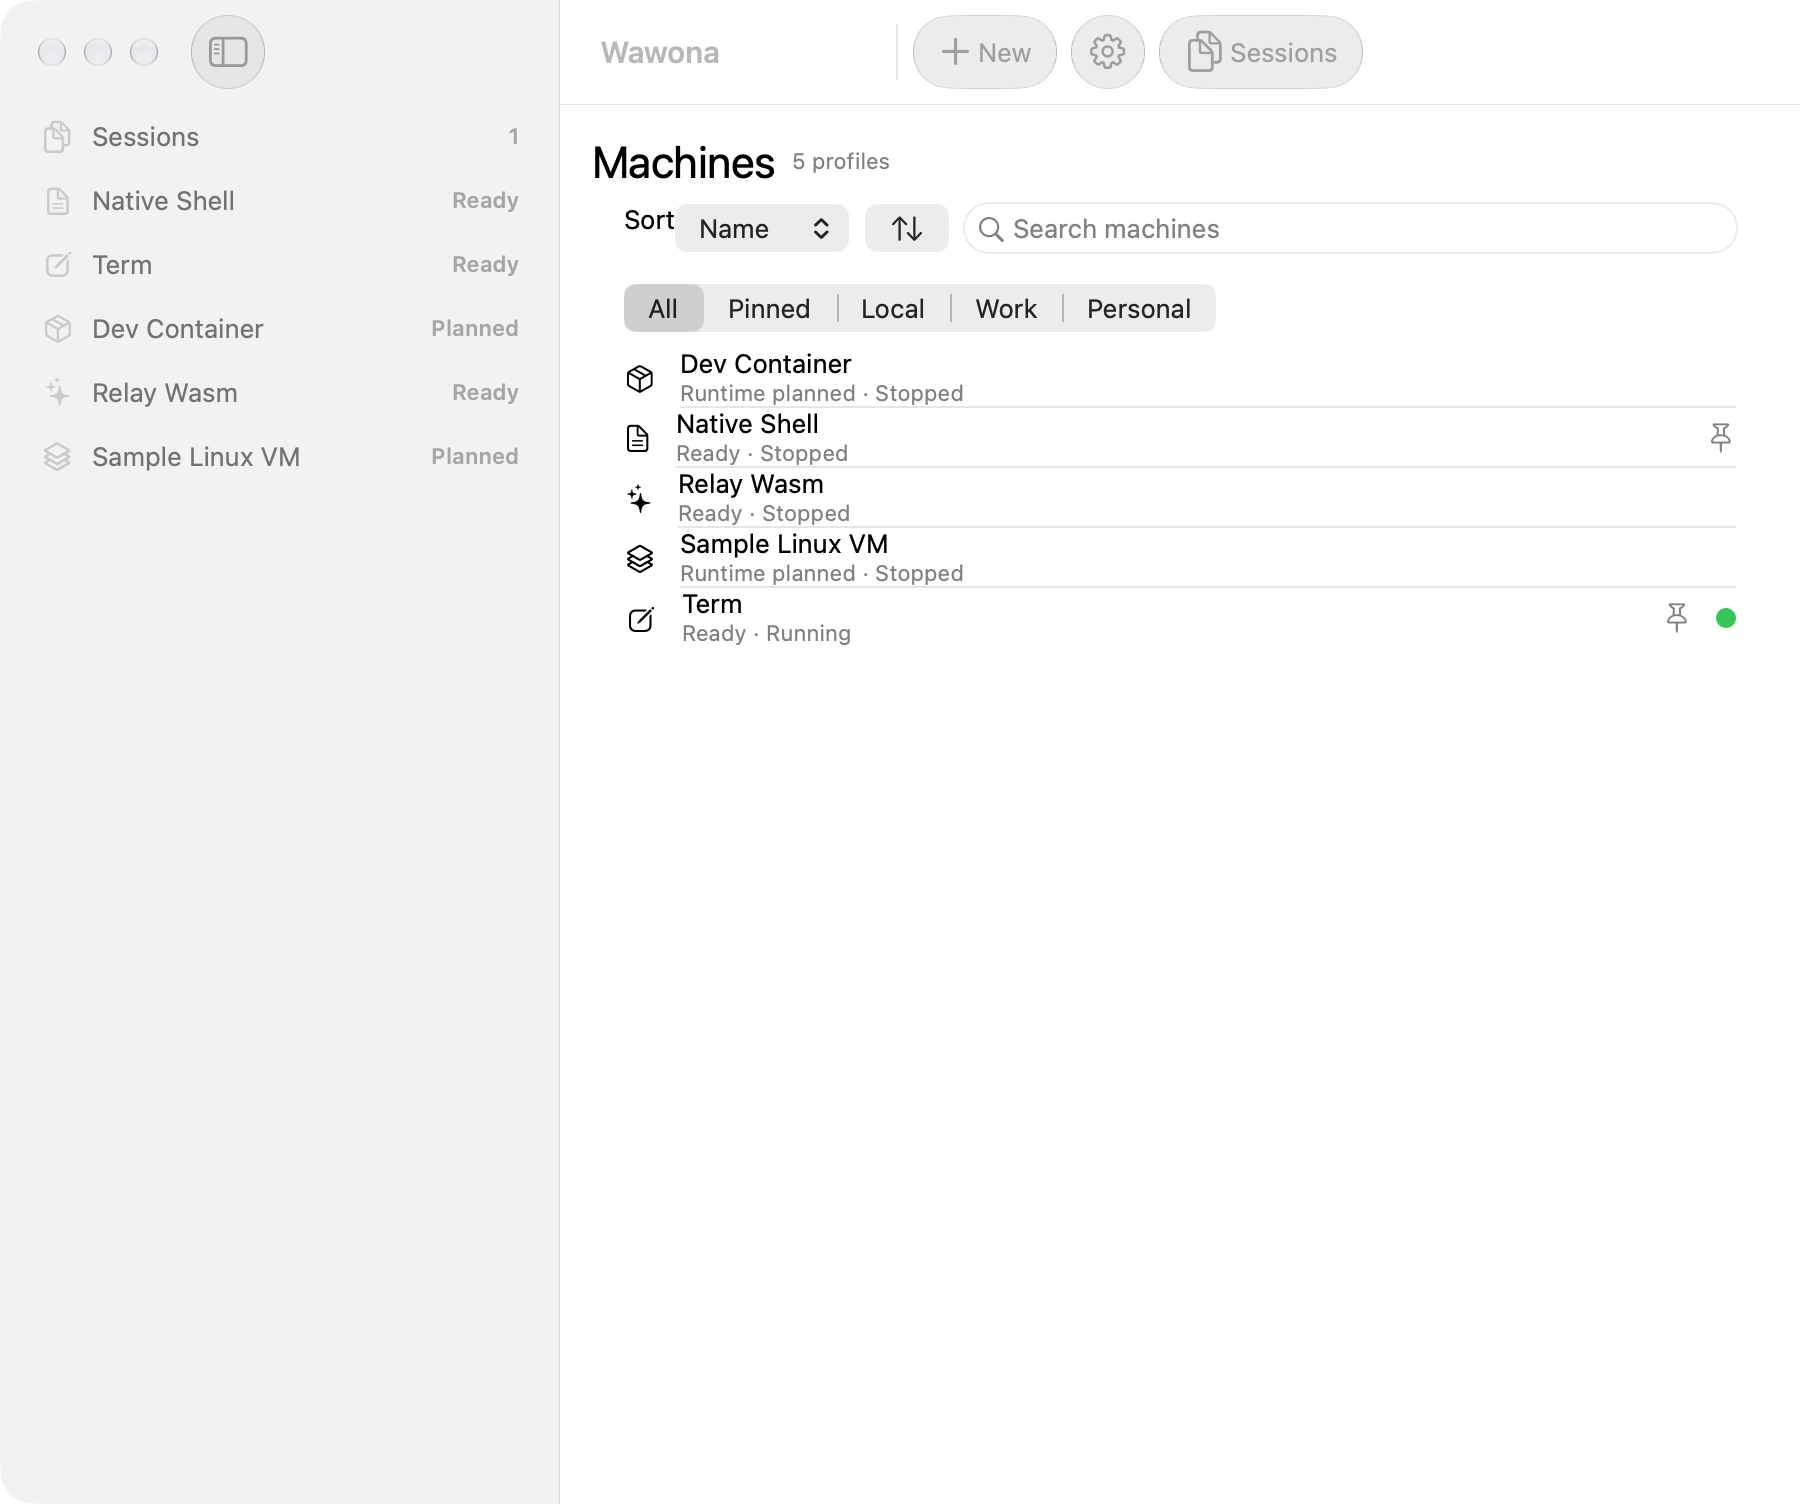 Wawona
New
Sessions
Sessions 1
Native Shell Ready
Term Ready
Dev Container Planned
Relay Wasm Ready
Sample Linux VM Planned
Machines 5 profiles
Sort Name Search machines
All Pinned Local Work Personal
Dev Container
Runtime planned · Stopped
Native Shell
Ready · Stopped
Relay Wasm
Ready · Stopped
Sample Linux VM
Runtime planned · Stopped
Term
Ready · Running